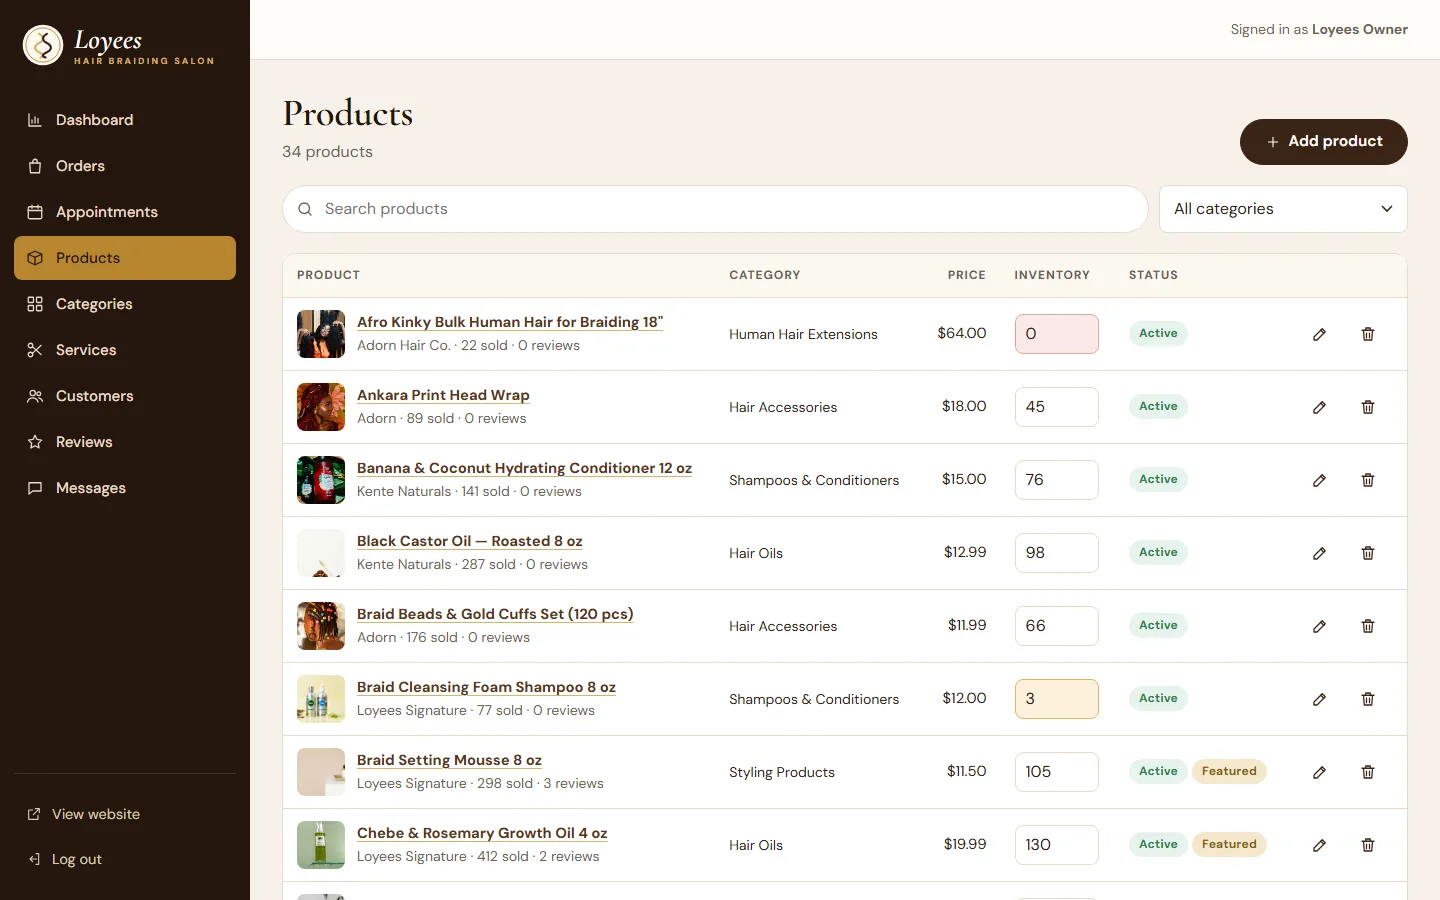 Loyees
HAIR BRAIDING SALON
Dashboard
Orders
Appointments
Products
Categories
Services
Customers
Reviews
Messages
View website
Log out
Signed in as Loyees Owner
Products
34 products
+ Add product
Search products
All categories
PRODUCT CATEGORY PRICE INVENTORY STATUS
Afro Kinky Bulk Human Hair for Braiding 18"
Adorn Hair Co. · 22 sold · 0 reviews
Human Hair Extensions $64.00 0 Active
Ankara Print Head Wrap
Adorn · 89 sold · 0 reviews
Hair Accessories $18.00 45 Active
Banana & Coconut Hydrating Conditioner 12 oz
Kente Naturals · 141 sold · 0 reviews
Shampoos & Conditioners $15.00 76 Active
Black Castor Oil — Roasted 8 oz
Kente Naturals · 287 sold · 0 reviews
Hair Oils $12.99 98 Active
Braid Beads & Gold Cuffs Set (120 pcs)
Adorn · 176 sold · 0 reviews
Hair Accessories $11.99 66 Active
Braid Cleansing Foam Shampoo 8 oz
Loyees Signature · 77 sold · 0 reviews
Shampoos & Conditioners $12.00 3 Active
Braid Setting Mousse 8 oz
Loyees Signature · 298 sold · 3 reviews
Styling Products $11.50 105 Active Featured
Chebe & Rosemary Growth Oil 4 oz
Loyees Signature · 412 sold · 2 reviews
Hair Oils $19.99 130 Active Featured